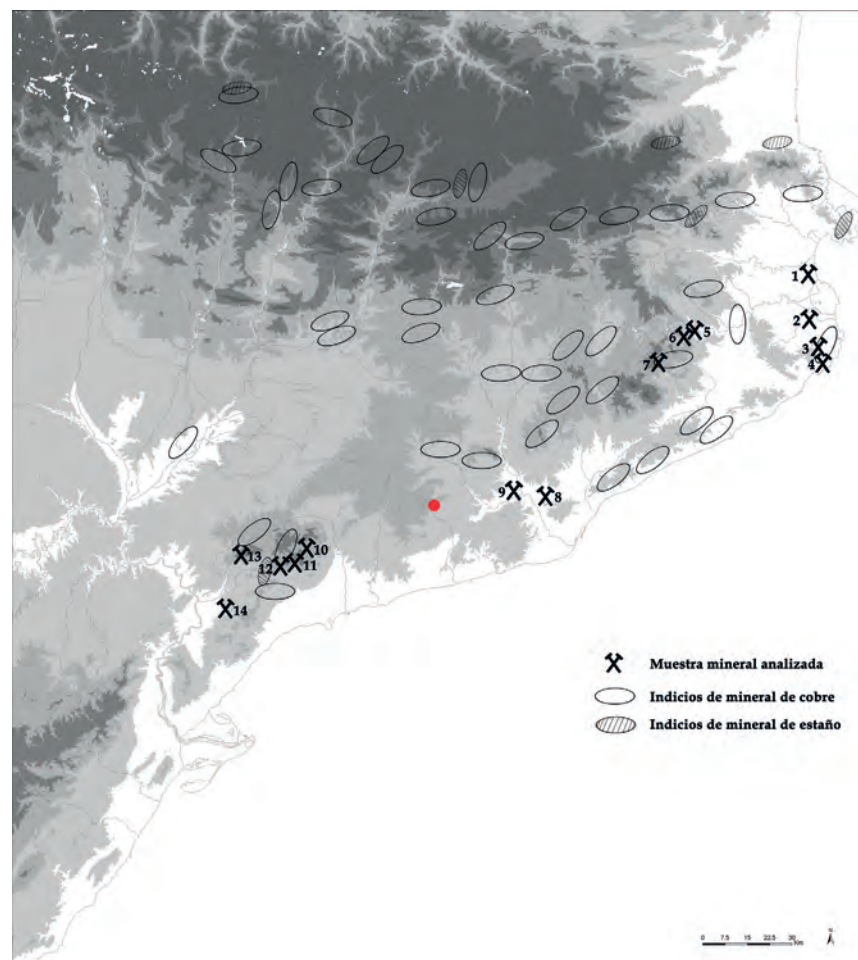 1
2
3
4
6 5
7
9 8
10
13
12 11
14
Muestra mineral analizada
Indicios de mineral de cobre
Indicios de mineral de estaño
0 7,5 15 22,5 30
Km
N